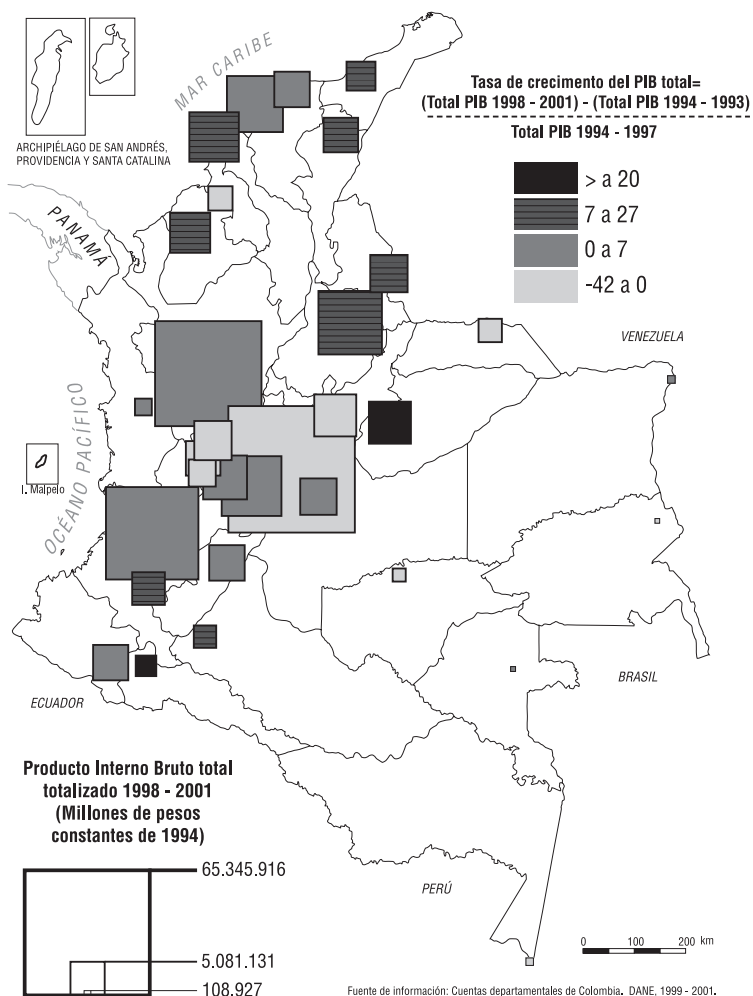 MAR CARIBE
ARCHIPIÉLAGO DE SAN ANDRÉS,
PROVIDENCIA Y SANTA CATALINA
Tasa de crecimento del PIB total=
(Total PIB 1998 - 2001) - (Total PIB 1994 - 1993)
Total PIB 1994 - 1997
> a 20
7 a 27
0 a 7
-42 a 0
PANAMÁ
VENEZUELA
OCÉANO PACÍFICO
I. Malpelo
ECUADOR
BRASIL
PERÚ
Producto Interno Bruto total
totalizado 1998 - 2001
(Millones de pesos
constantes de 1994)
65.345.916
5.081.131
108.927
0 100 200 km
Fuente de información: Cuentas departamentales de Colombia. DANE, 1999 - 2001.